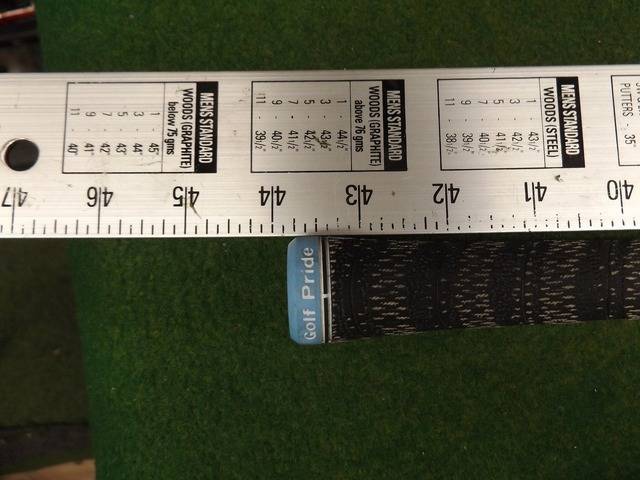 MENS STANDARD
WOODS (GRAPHITE)
below 75 gms
1 - 45"
3 - 44"
5 - 43"
7 - 42"
9 - 41"
11 - 40"
MENS STANDARD
WOODS (GRAPHITE)
above 76 gms
1 - 44½"
3 - 43½"
5 - 42½"
7 - 41½"
9 - 40½"
11 - 39½"
MENS STANDARD
WOODS (STEEL)
1 - 43½"
3 - 42½"
5 - 41½"
7 - 40½"
9 - 39½"
11 - 38½"
PUTTERS - 35"
47 46 45 44 43 42 41 40
Golf Pride